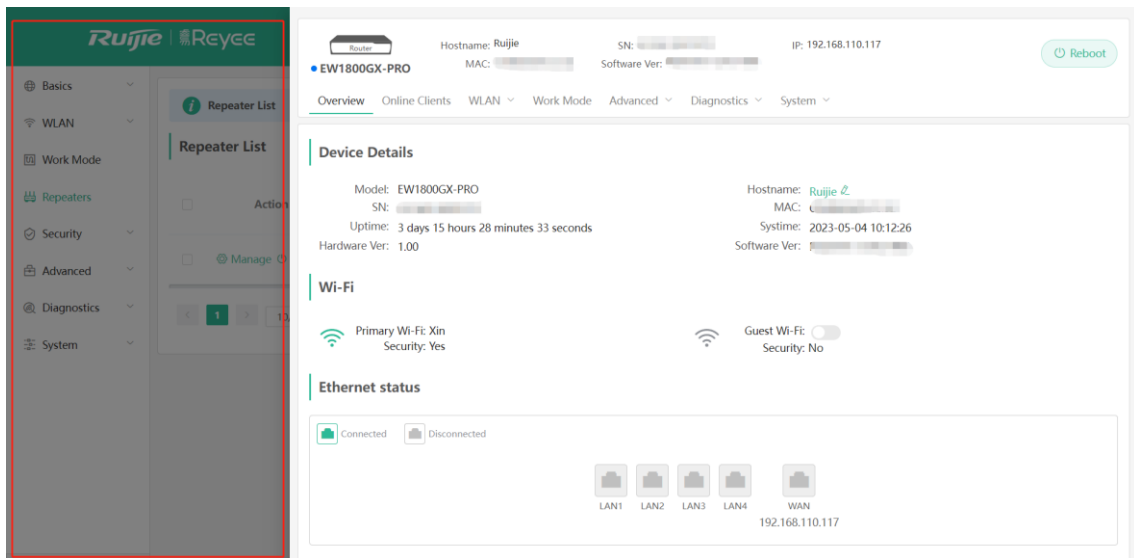 Ruijie | 睿易 Reyee
Basics
WLAN
Work Mode
Repeaters
Security
Advanced
Diagnostics
System
Repeater List
Repeater List
Action
Manage
1
10
Router
EW1800GX-PRO
Hostname: Ruijie
SN:
IP: 192.168.110.117
MAC:
Software Ver:
Reboot
Overview Online Clients WLAN Work Mode Advanced Diagnostics System
Device Details
Model: EW1800GX-PRO
Hostname: Ruijie
SN:
MAC:
Uptime: 3 days 15 hours 28 minutes 33 seconds
Systime: 2023-05-04 10:12:26
Hardware Ver: 1.00
Software Ver:
Wi-Fi
Primary Wi-Fi: Xin
Security: Yes
Guest Wi-Fi:
Security: No
Ethernet status
Connected Disconnected
LAN1 LAN2 LAN3 LAN4 WAN
192.168.110.117